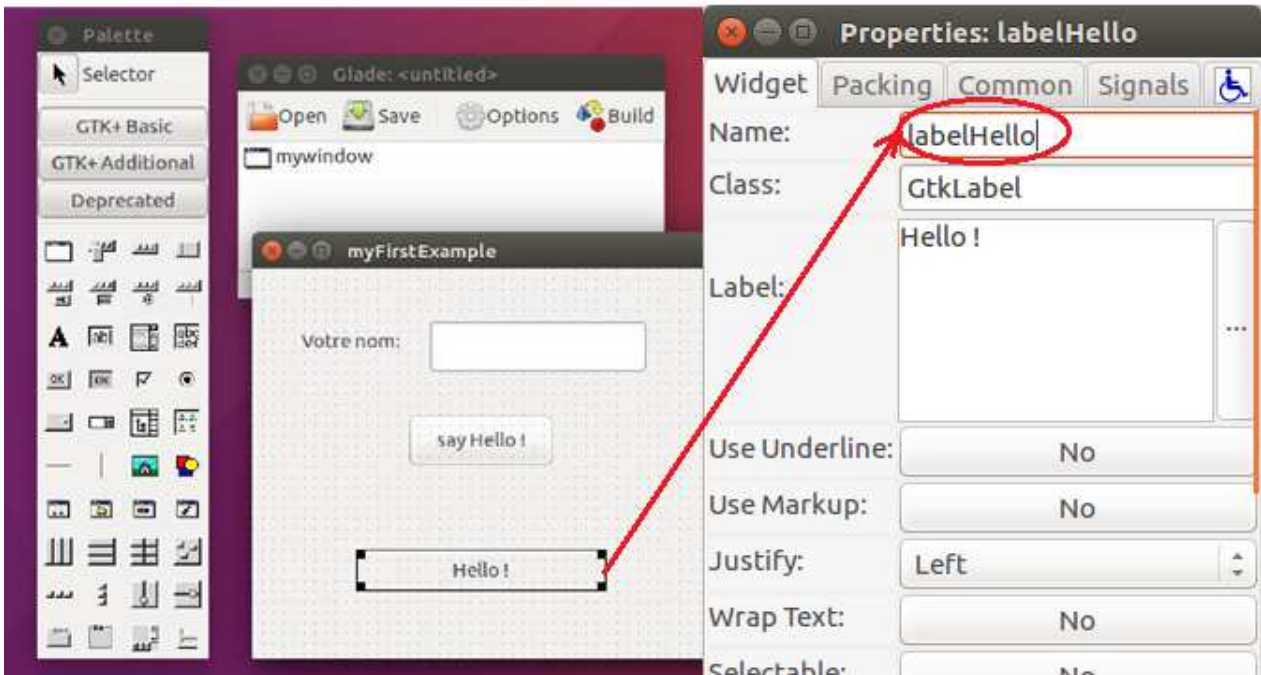 Palette
Selector
GTK+ Basic
GTK+ Additional
Deprecated
Glade: <untitled>
Open Save Options Build
mywindow
myFirstExample
Votre nom:
say Hello !
Hello !
Properties: labelHello
Widget Packing Common Signals
Name: labelHello
Class: GtkLabel
Label: Hello !
...
Use Underline: No
Use Markup: No
Justify: Left
Wrap Text: No
Selectable: No